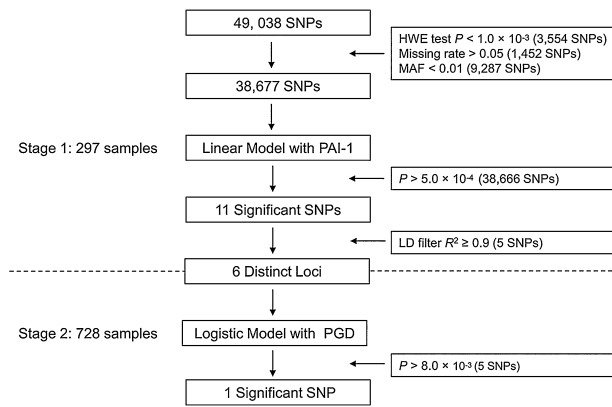 49, 038 SNPs
HWE test P < 1.0 × 10⁻³ (3,554 SNPs)
Missing rate > 0.05 (1,452 SNPs)
MAF < 0.01 (9,287 SNPs)
38,677 SNPs
Stage 1: 297 samples
Linear Model with PAI-1
P > 5.0 × 10⁻⁴ (38,666 SNPs)
11 Significant SNPs
LD filter R² ≥ 0.9 (5 SNPs)
6 Distinct Loci
Stage 2: 728 samples
Logistic Model with PGD
P > 8.0 × 10⁻³ (5 SNPs)
1 Significant SNP